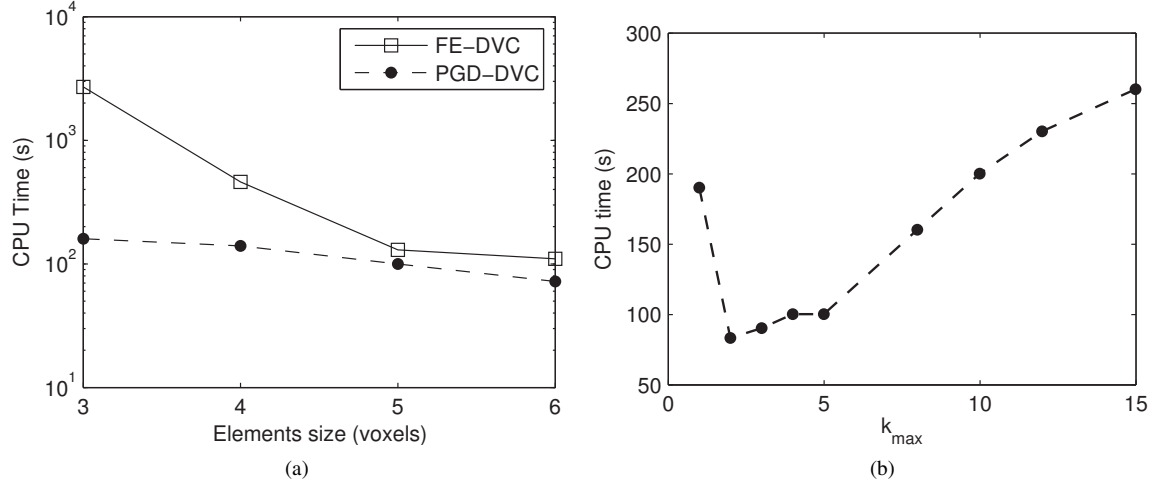 10^4
10^3
10^2
10^1
CPU Time (s)
FE−DVC
PGD−DVC
3 4 5 6
Elements size (voxels)
(a)
300
250
200
150
100
50
CPU time (s)
0 5 10 15
k_max
(b)